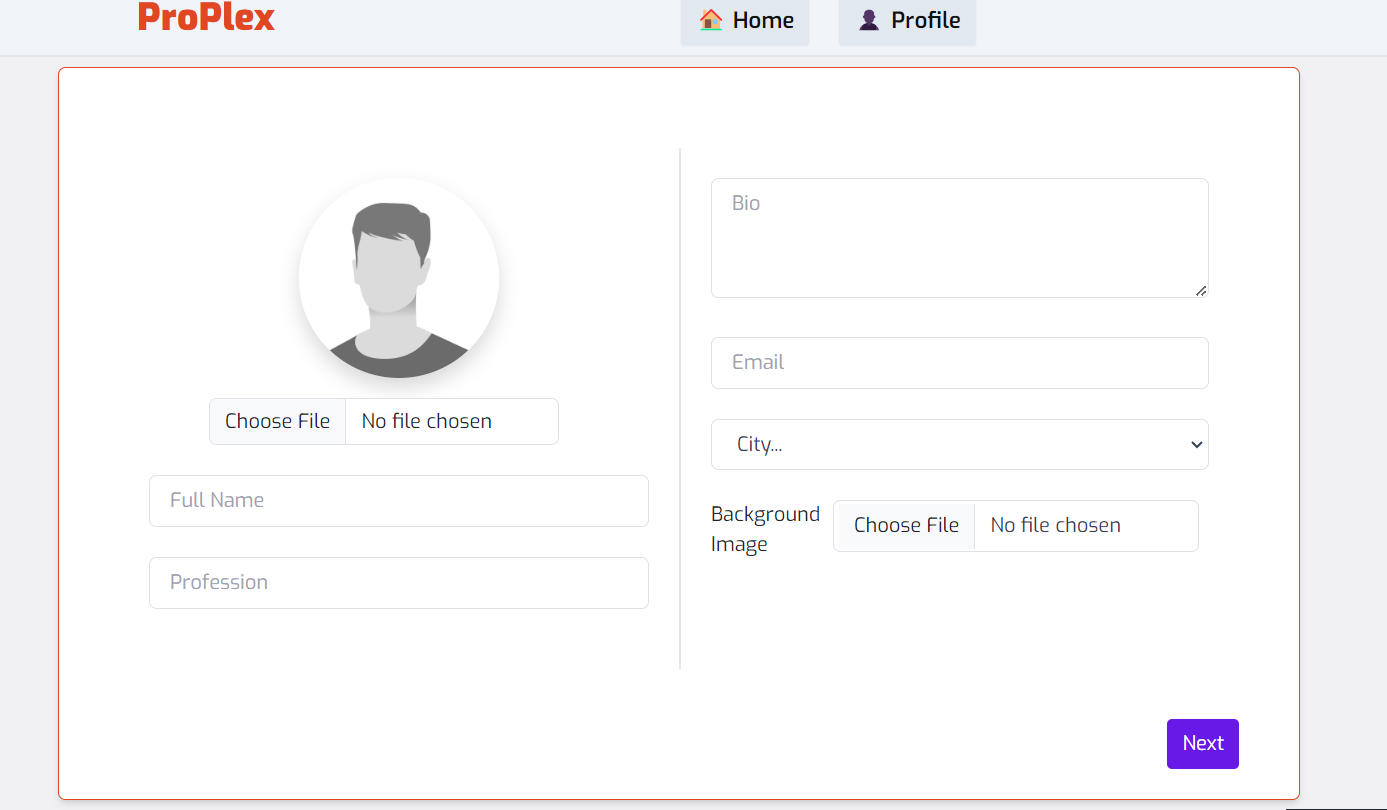 ProPlex
Home
Profile
Choose File
No file chosen
Full Name
Profession
Bio
Email
City...
Background
Image
Choose File
No file chosen
Next